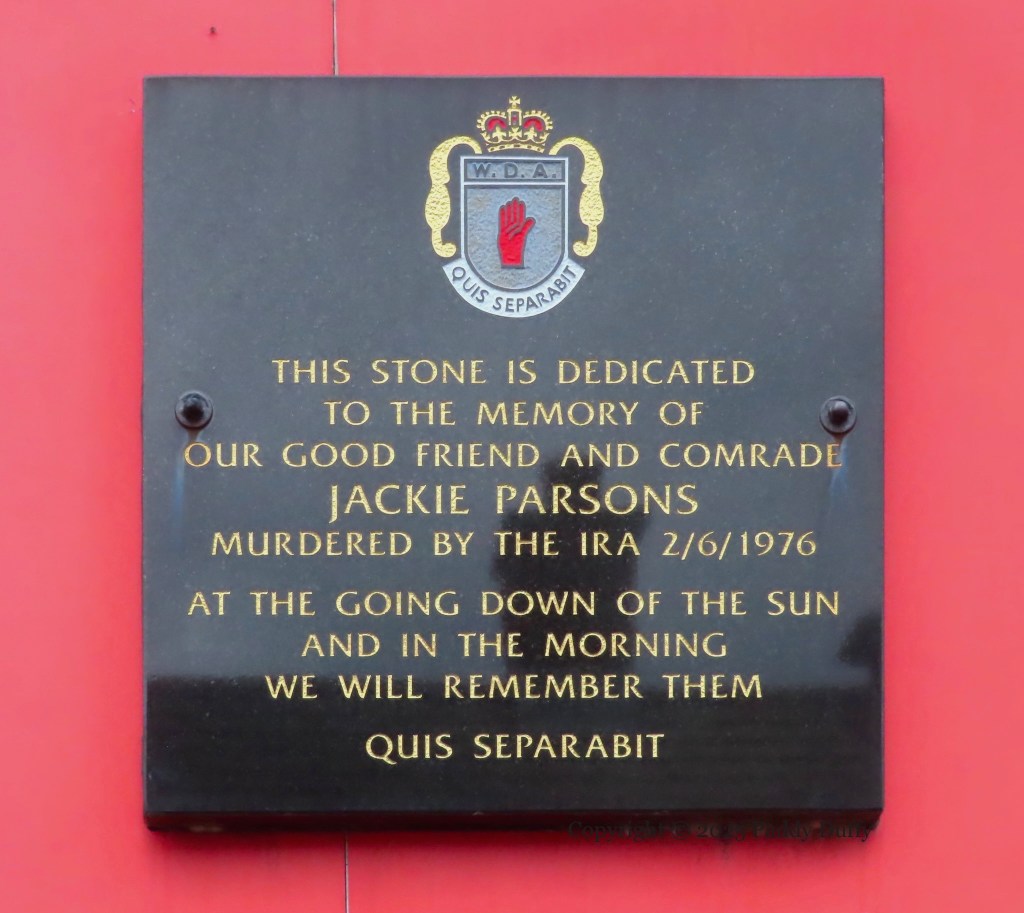 W. D. A.
QUIS SEPARABIT
THIS STONE IS DEDICATED
TO THE MEMORY OF
OUR GOOD FRIEND AND COMRADE
JACKIE PARSONS
MURDERED BY THE IRA 2/6/1976
AT THE GOING DOWN OF THE SUN
AND IN THE MORNING
WE WILL REMEMBER THEM
QUIS SEPARABIT
Copyright ©